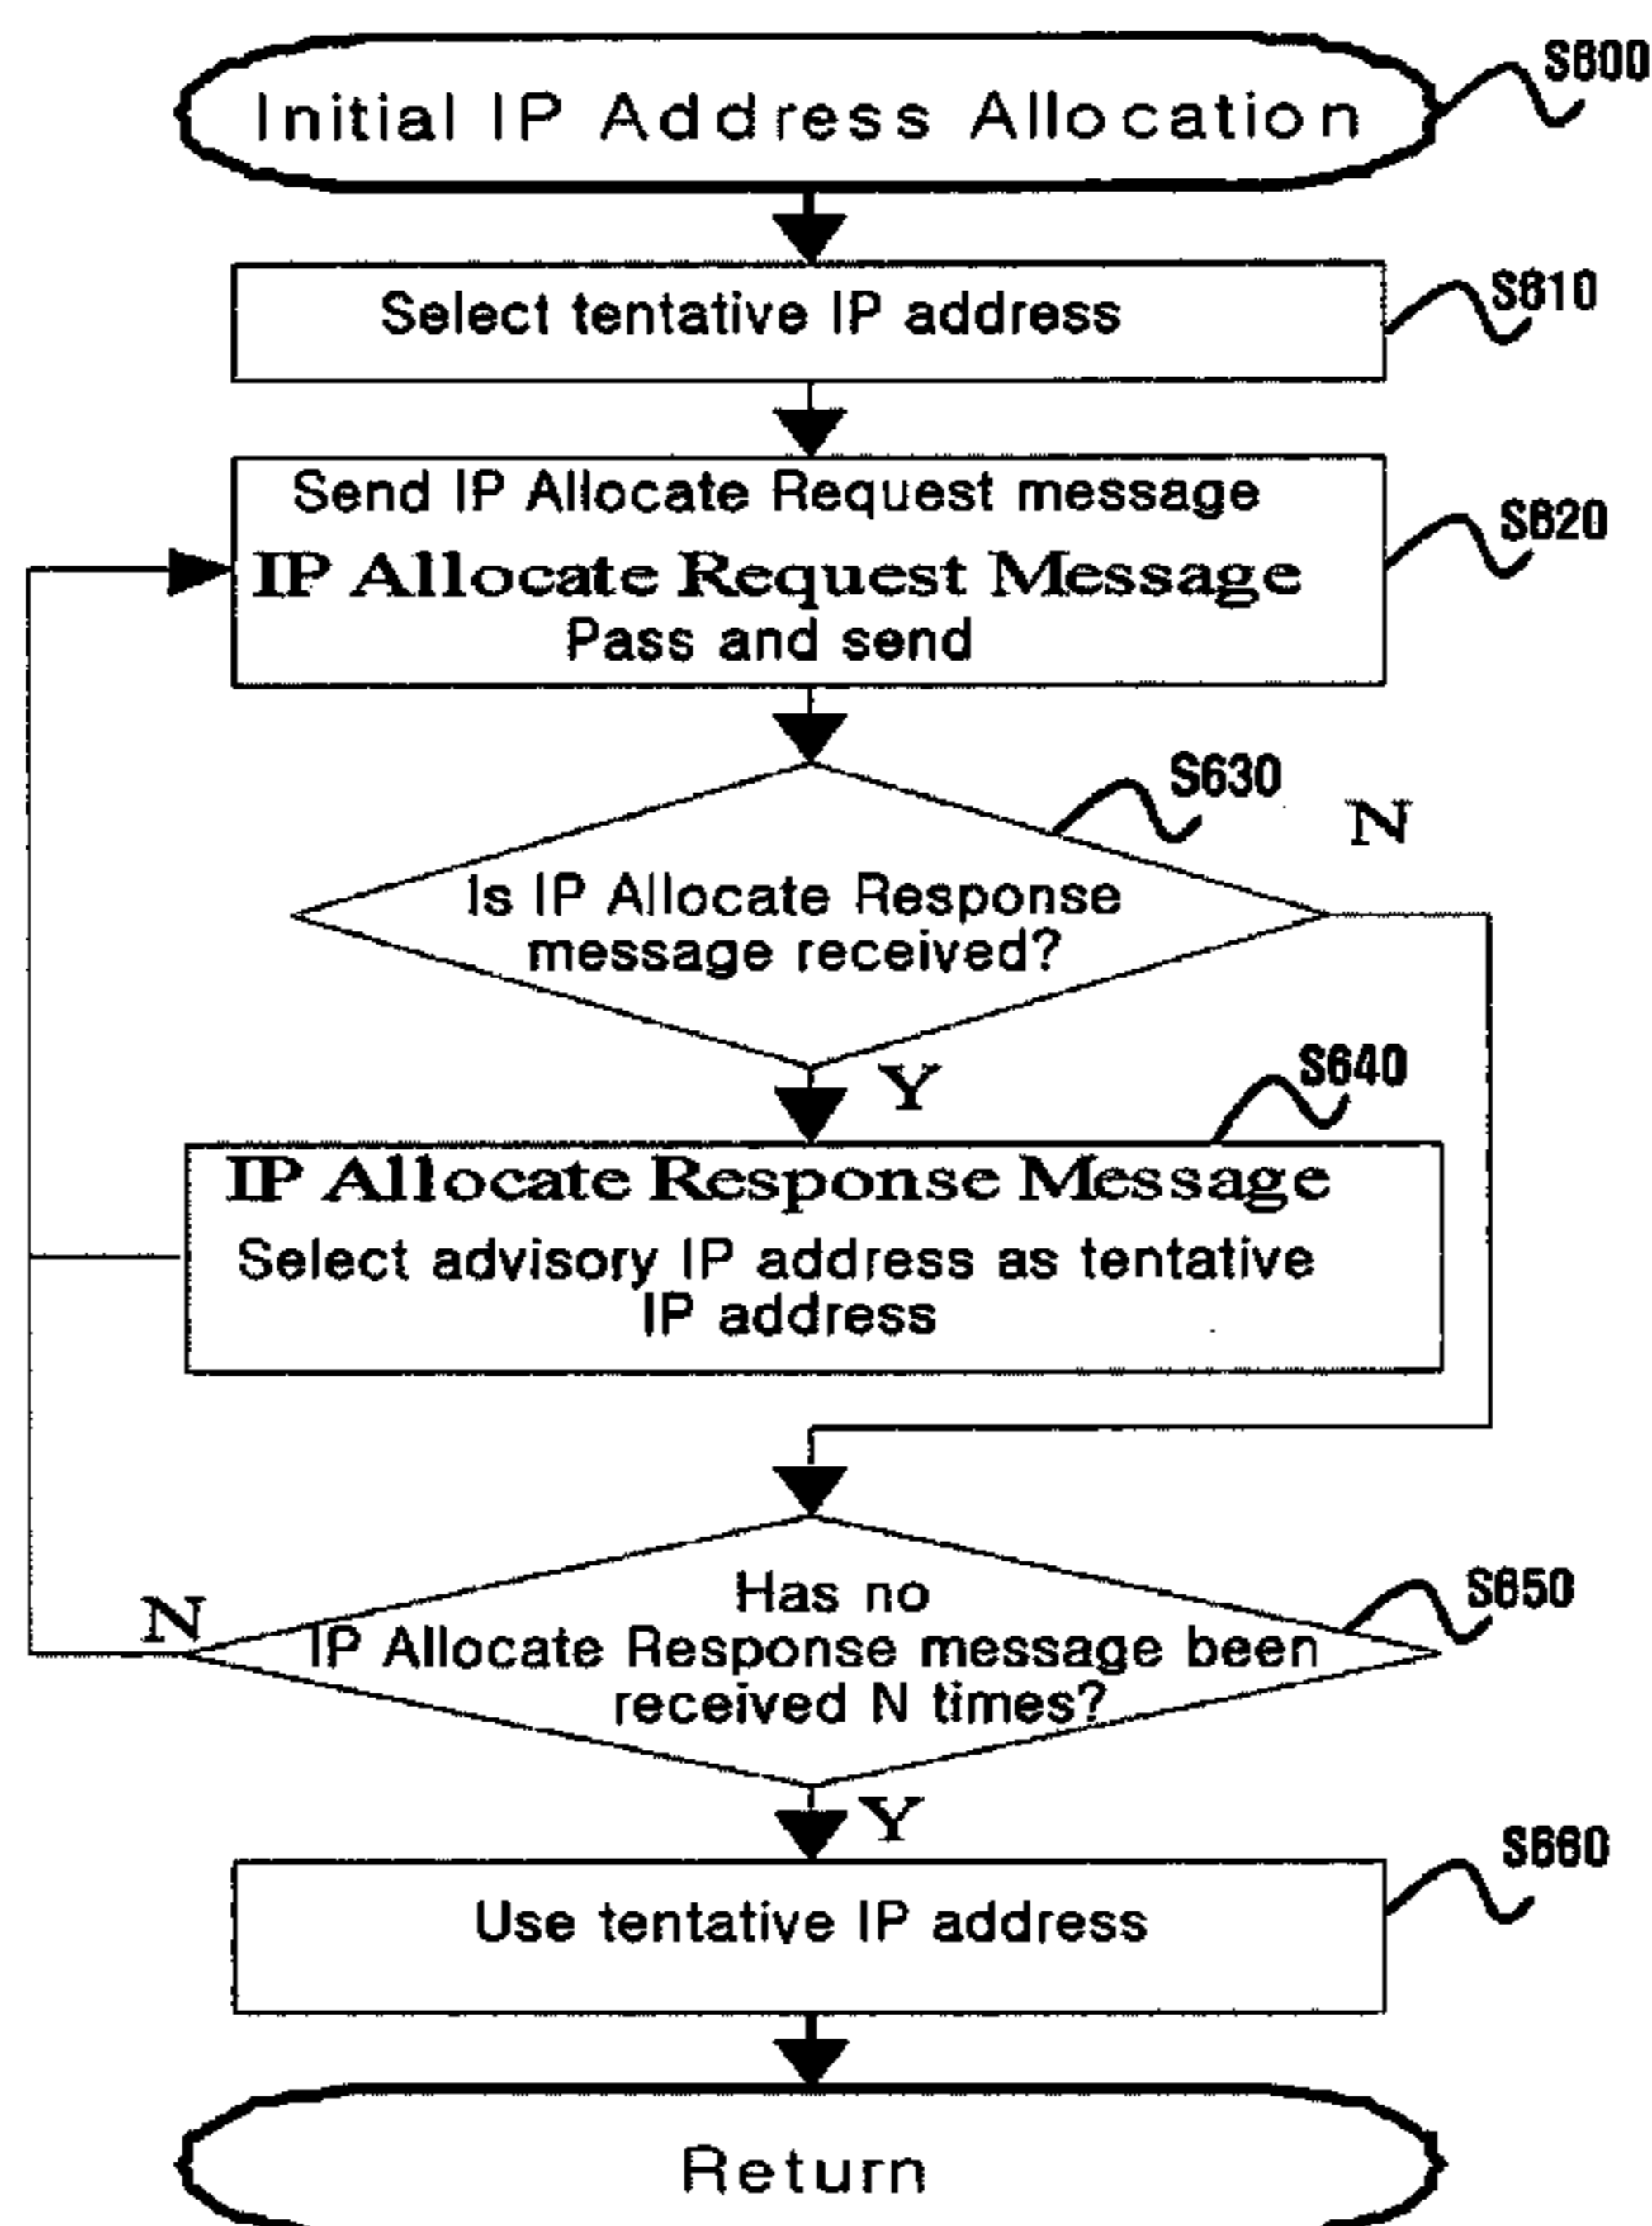 Initial IP Address Allocation
S600
Select tentative IP address
S610
Send IP Allocate Request message
IP Allocate Request Message
Pass and send
S620
S630
N
Is IP Allocate Response
message received?
Y
S640
IP Allocate Response Message
Select advisory IP address as tentative
IP address
N
Has no
IP Allocate Response message been
received N times?
S650
Y
Use tentative IP address
S660
Return